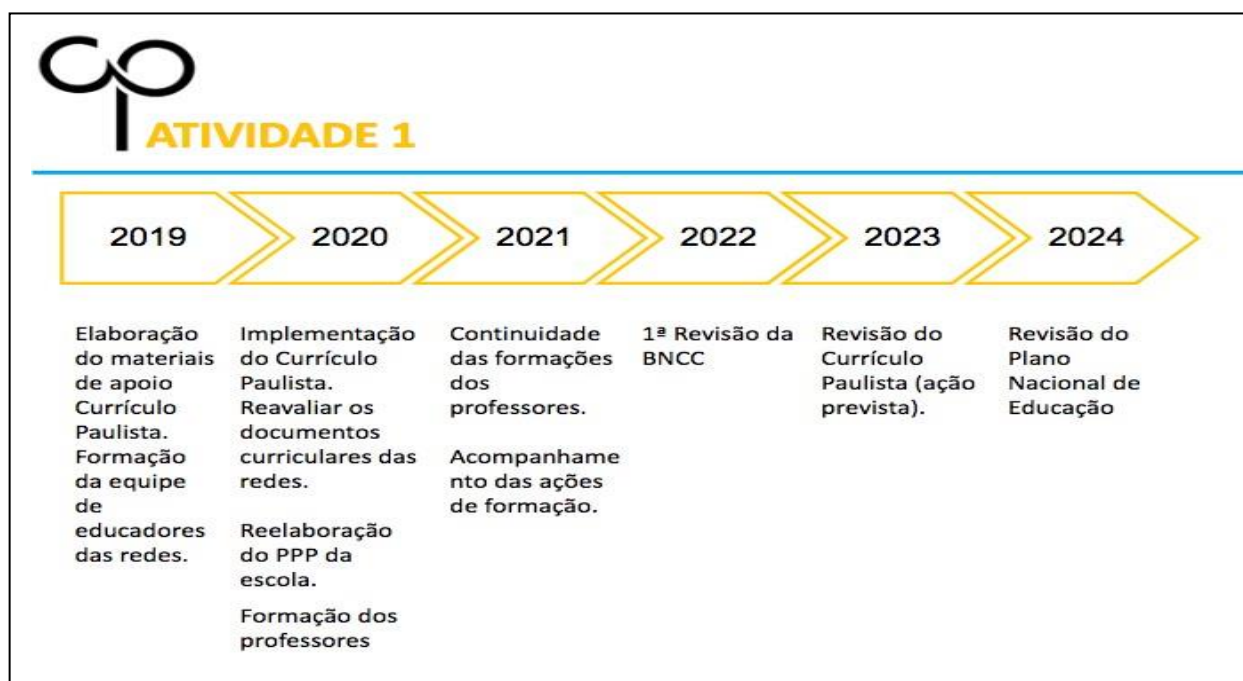 cp
ATIVIDADE 1
2019
2020
2021
2022
2023
2024
Elaboração
do materiais
de apoio
Currículo
Paulista.
Formação
da equipe
de
educadores
das redes.
Implementação
do Currículo
Paulista.
Reavaliar os
documentos
curriculares das
redes.
Reelaboração
do PPP da
escola.
Formação dos
professores
Continuidade
das formações
dos
professores.
Acompanhame
nto das ações
de formação.
1ª Revisão da
BNCC
Revisão do
Currículo
Paulista (ação
prevista).
Revisão do
Plano
Nacional de
Educação